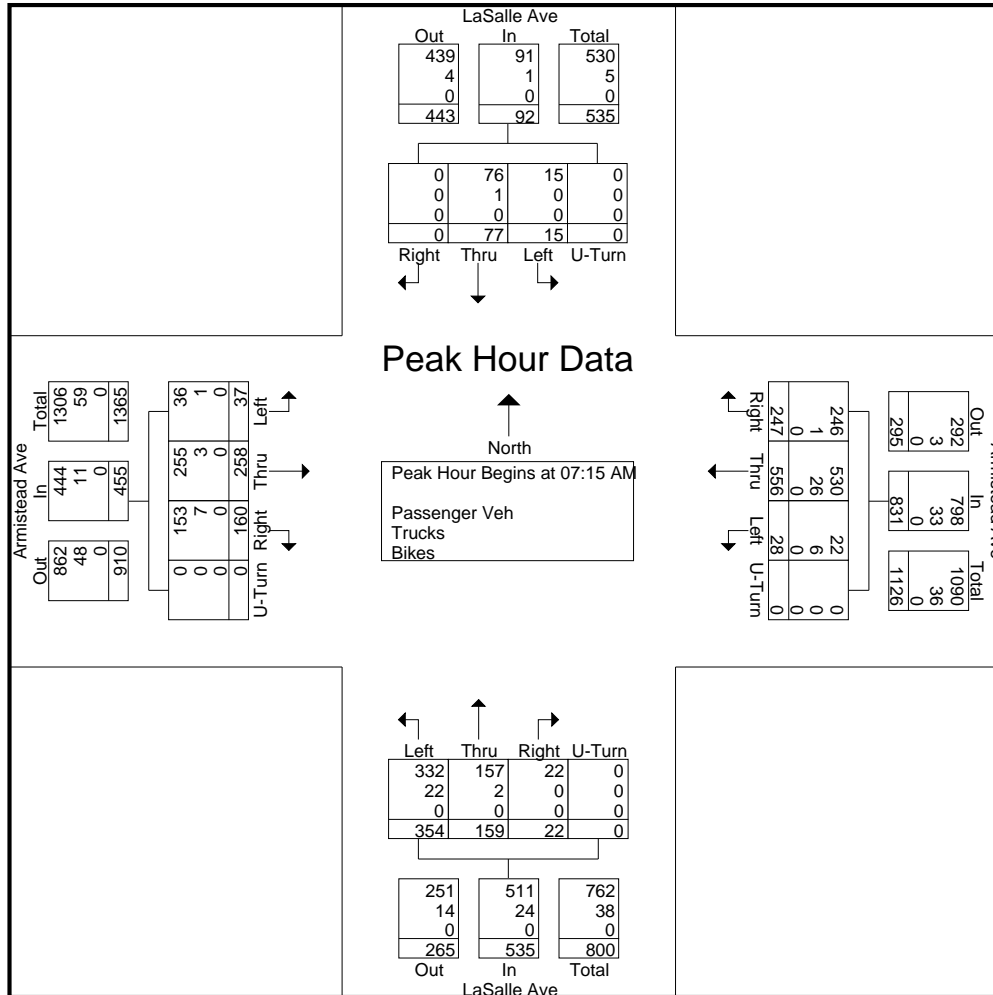 LaSalle Ave
Out In Total
439 91 530
4 1 5
0 0 0
443 92 535
0 76 15 0
0 1 0 0
0 0 0 0
0 77 15 0
Right Thru Left U-Turn
Peak Hour Data
North
Peak Hour Begins at 07:15 AM
Passenger Veh
Trucks
Bikes
Armistead Ave
Out In Total
862 444 1306
48 11 59
0 0 0
910 455 1365
0 153 255 36
0 7 3 1
0 0 0 0
0 160 258 37
U-Turn Right Thru Left
Out In Total
292 798 1090
3 33 36
0 0 0
295 831 1126
246 530 22 0
1 26 6 0
0 0 0 0
247 556 28 0
Right Thru Left U-Turn
Left Thru Right U-Turn
332 157 22 0
22 2 0 0
0 0 0 0
354 159 22 0
251 511 762
14 24 38
0 0 0
265 535 800
Out In Total
LaSalle Ave